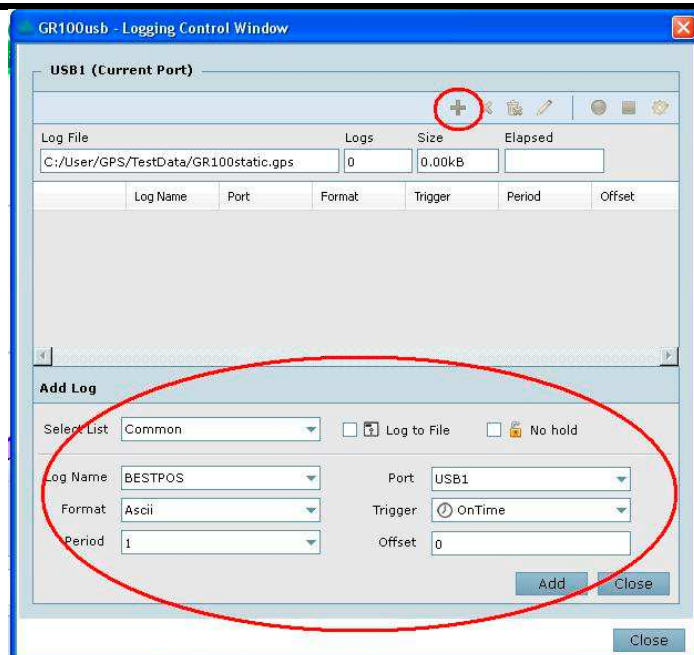 GR100usb - Logging Control Window
USB1 (Current Port)
Log File Logs Size Elapsed
C:/User/GPS/TestData/GR100static.gps 0 0.00kB
Log Name Port Format Trigger Period Offset
Add Log
Select List Common Log to File No hold
Log Name BESTPOS Port USB1
Format Ascii Trigger OnTime
Period 1 Offset 0
Add Close
Close